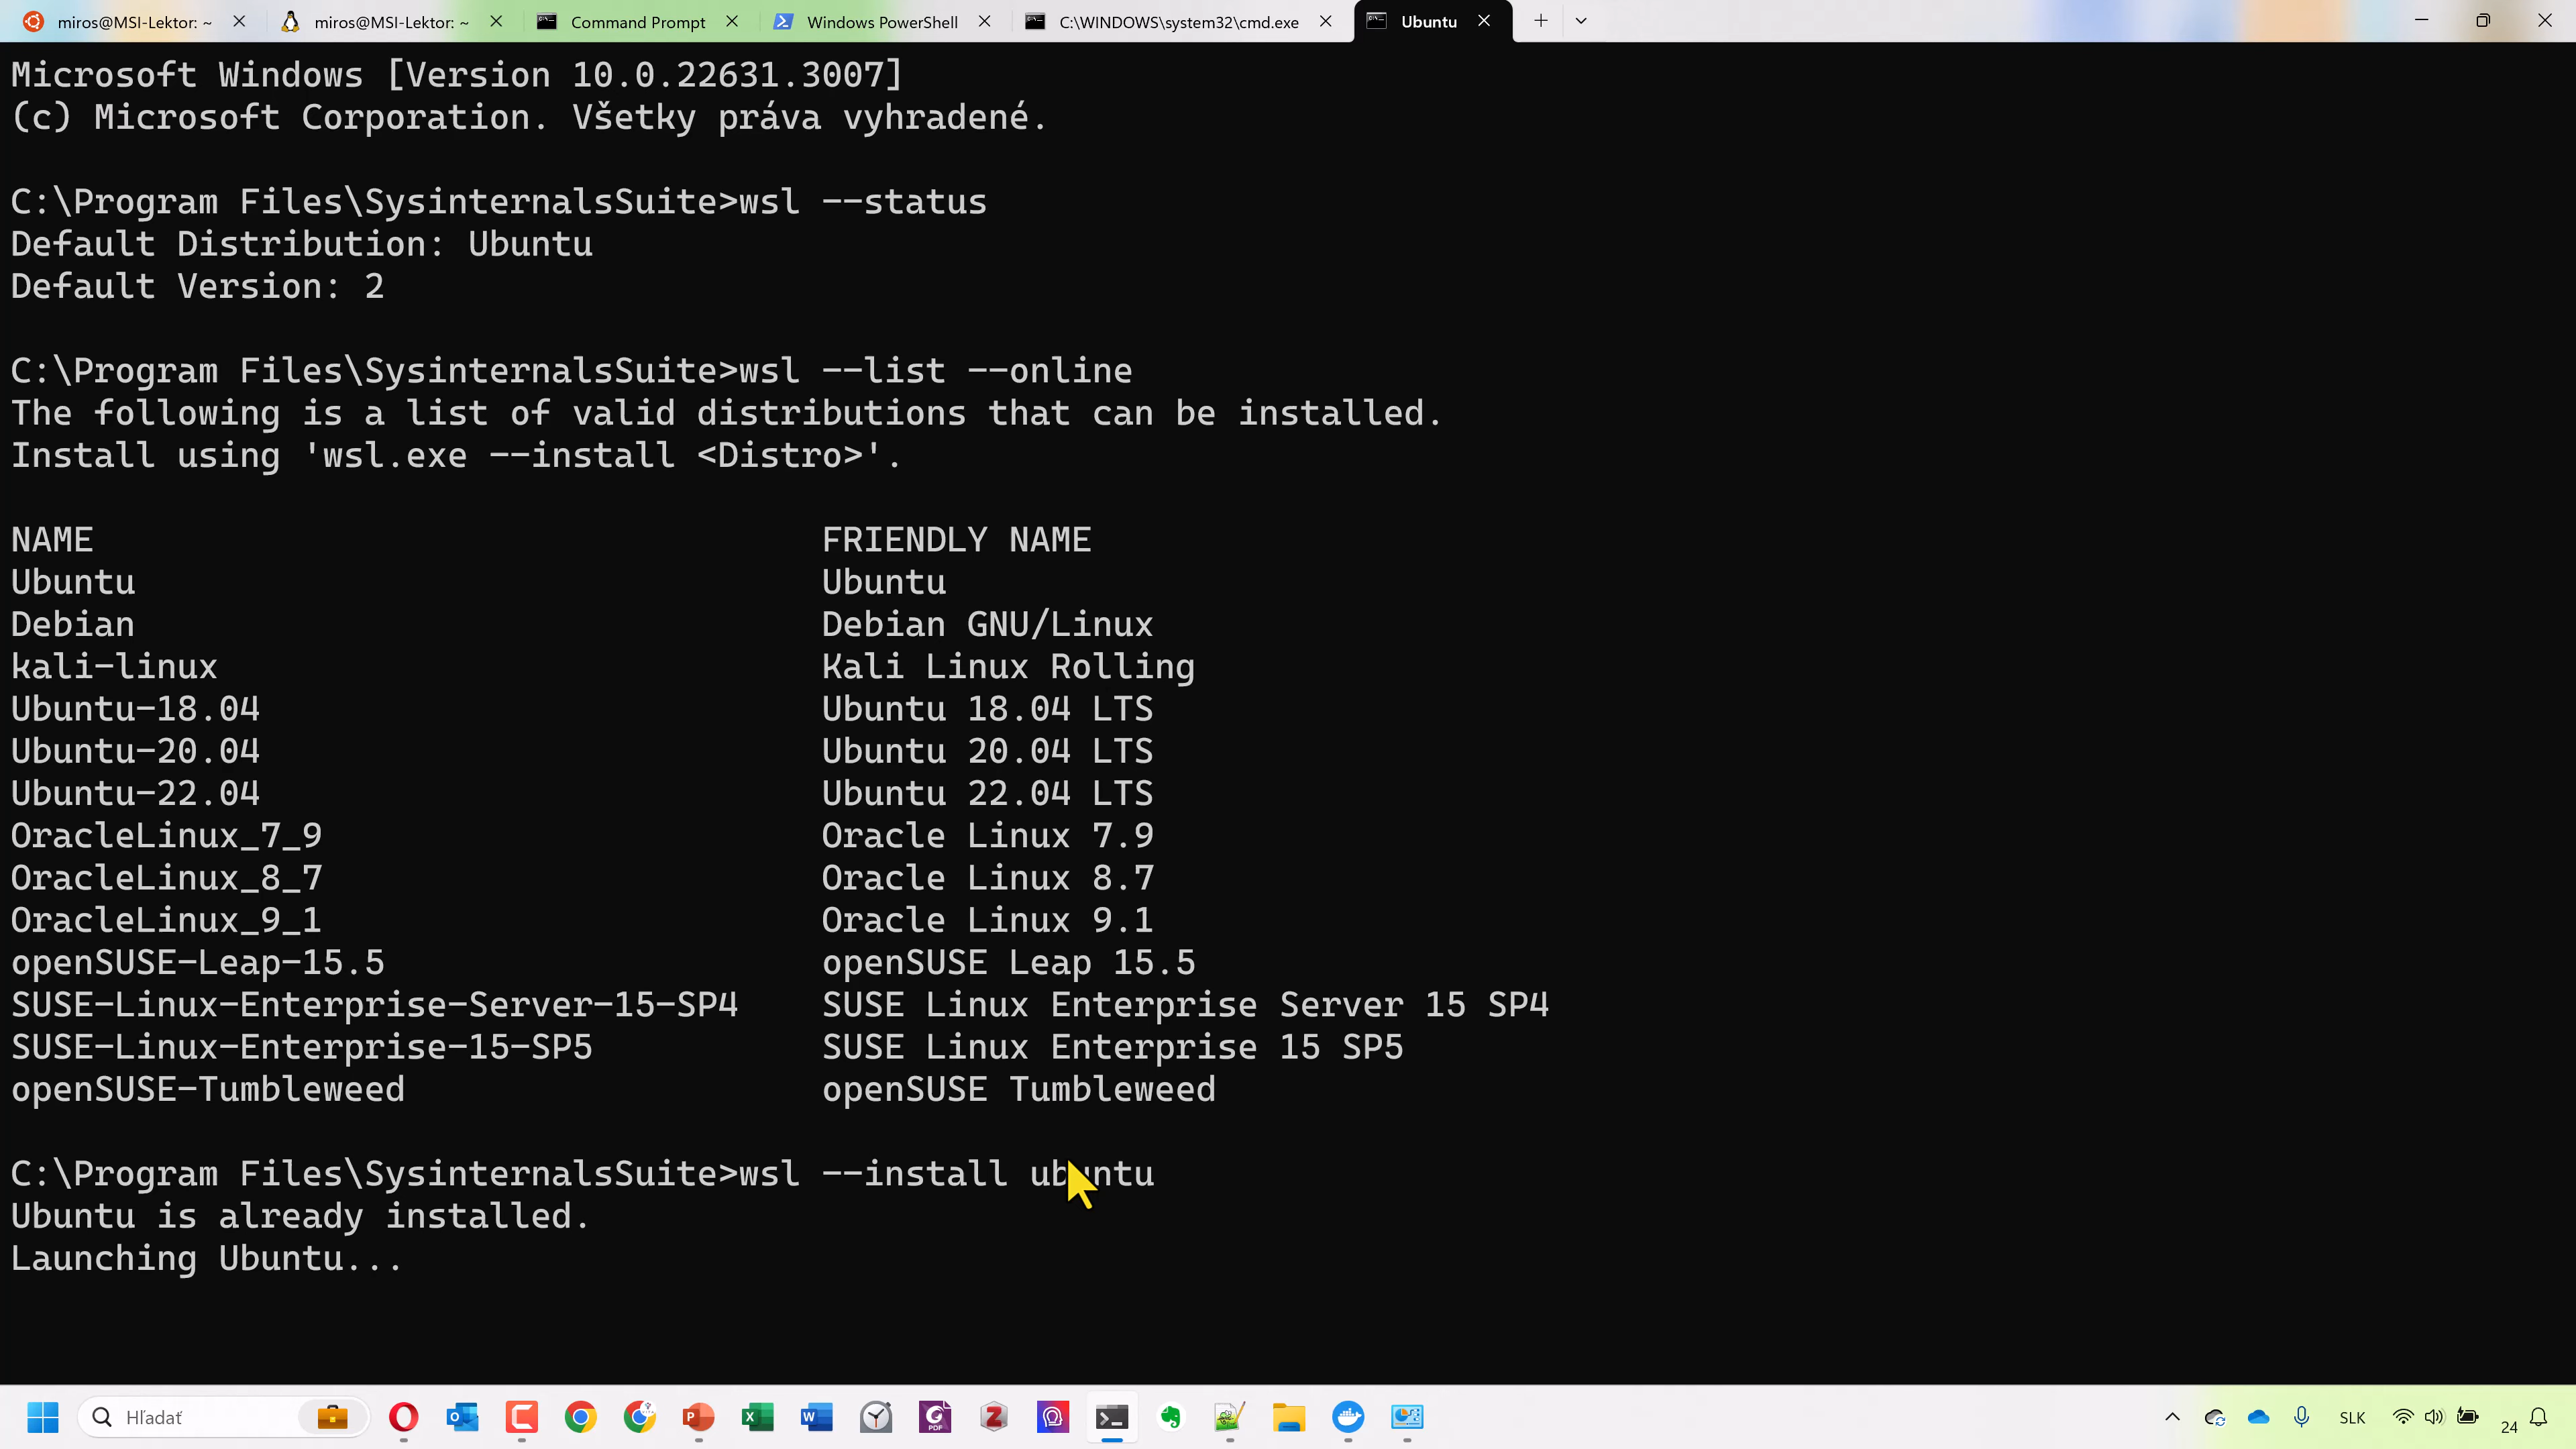 miros@MSI-Lektor: ~
miros@MSI-Lektor: ~
Command Prompt
Windows PowerShell
C:\WINDOWS\system32\cmd.exe
Ubuntu
Microsoft Windows [Version 10.0.22631.3007]
(c) Microsoft Corporation. Všetky práva vyhradené.
C:\Program Files\SysinternalsSuite>wsl --status
Default Distribution: Ubuntu
Default Version: 2
C:\Program Files\SysinternalsSuite>wsl --list --online
The following is a list of valid distributions that can be installed.
Install using 'wsl.exe --install <Distro>'.
NAME FRIENDLY NAME
Ubuntu Ubuntu
Debian Debian GNU/Linux
kali-linux Kali Linux Rolling
Ubuntu-18.04 Ubuntu 18.04 LTS
Ubuntu-20.04 Ubuntu 20.04 LTS
Ubuntu-22.04 Ubuntu 22.04 LTS
OracleLinux_7_9 Oracle Linux 7.9
OracleLinux_8_7 Oracle Linux 8.7
OracleLinux_9_1 Oracle Linux 9.1
openSUSE-Leap-15.5 openSUSE Leap 15.5
SUSE-Linux-Enterprise-Server-15-SP4 SUSE Linux Enterprise Server 15 SP4
SUSE-Linux-Enterprise-15-SP5 SUSE Linux Enterprise 15 SP5
openSUSE-Tumbleweed openSUSE Tumbleweed
C:\Program Files\SysinternalsSuite>wsl --install ubuntu
Ubuntu is already installed.
Launching Ubuntu...
Hľadať
SLK
24